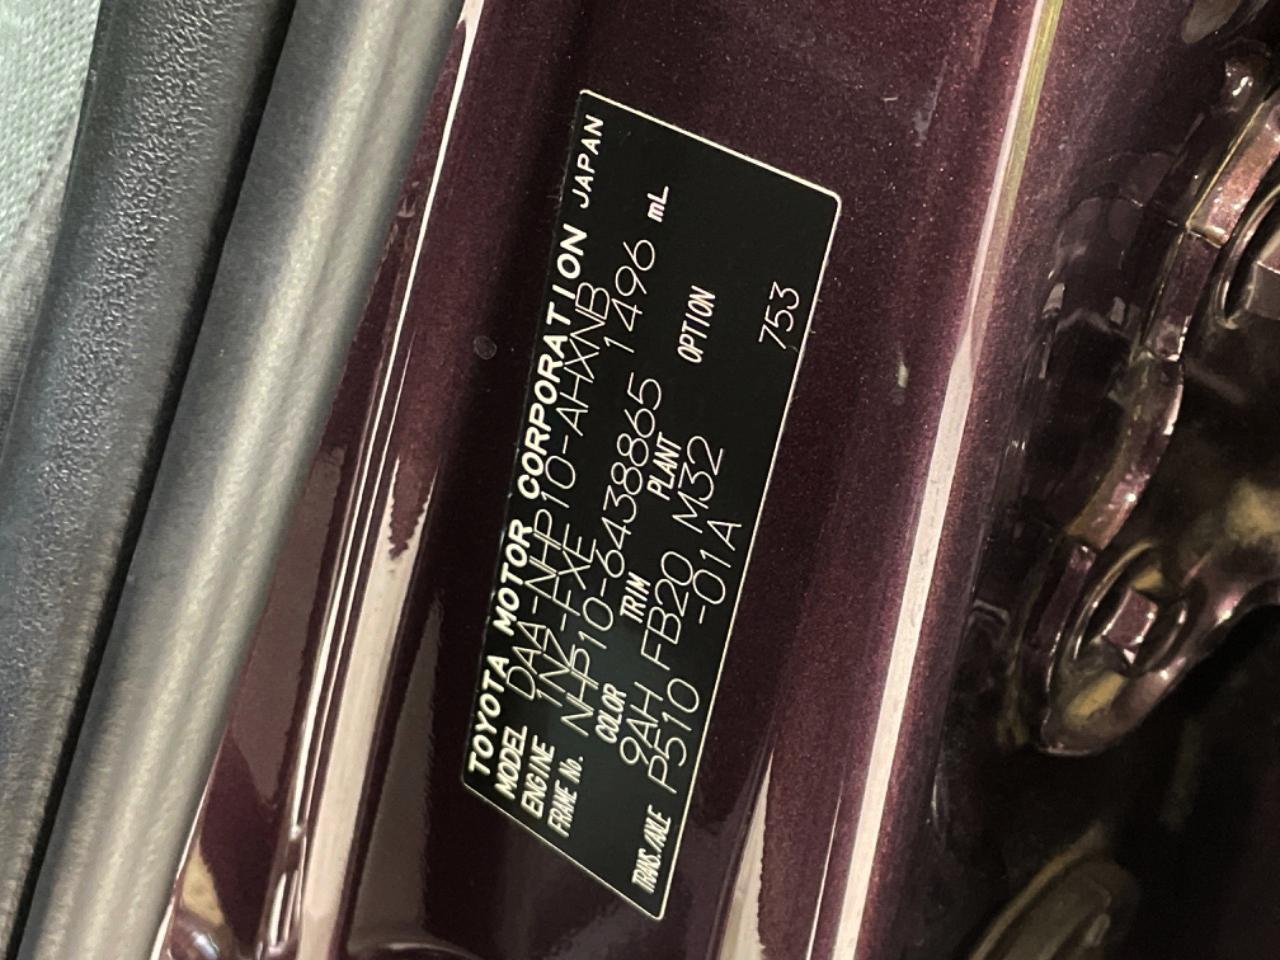 TOYOTA MOTOR CORPORATION JAPAN
MODEL DAA-NHP10-AHXNB
ENGINE 1NZ-FXE 1496 mL
FRAME No. NHP10-6438865
COLOR TRIM PLANT OPTION
9AH FB20 M32
TRANS./AXLE P510 -01A 753